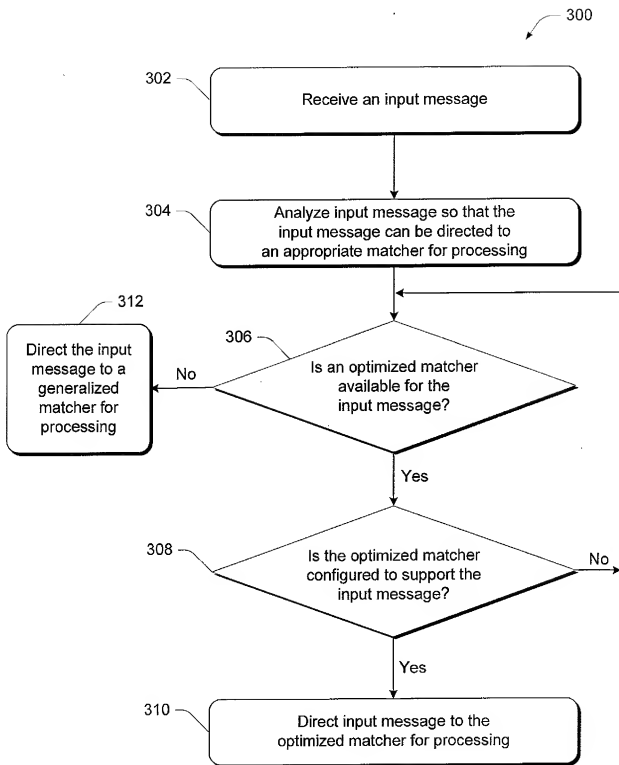 300
302
Receive an input message
304
Analyze input message so that the
input message can be directed to
an appropriate matcher for processing
312
Direct the input
message to a
generalized
matcher for
processing
No
306
Is an optimized matcher
available for the
input message?
Yes
308
Is the optimized matcher
configured to support the
input message?
No
Yes
310
Direct input message to the
optimized matcher for processing